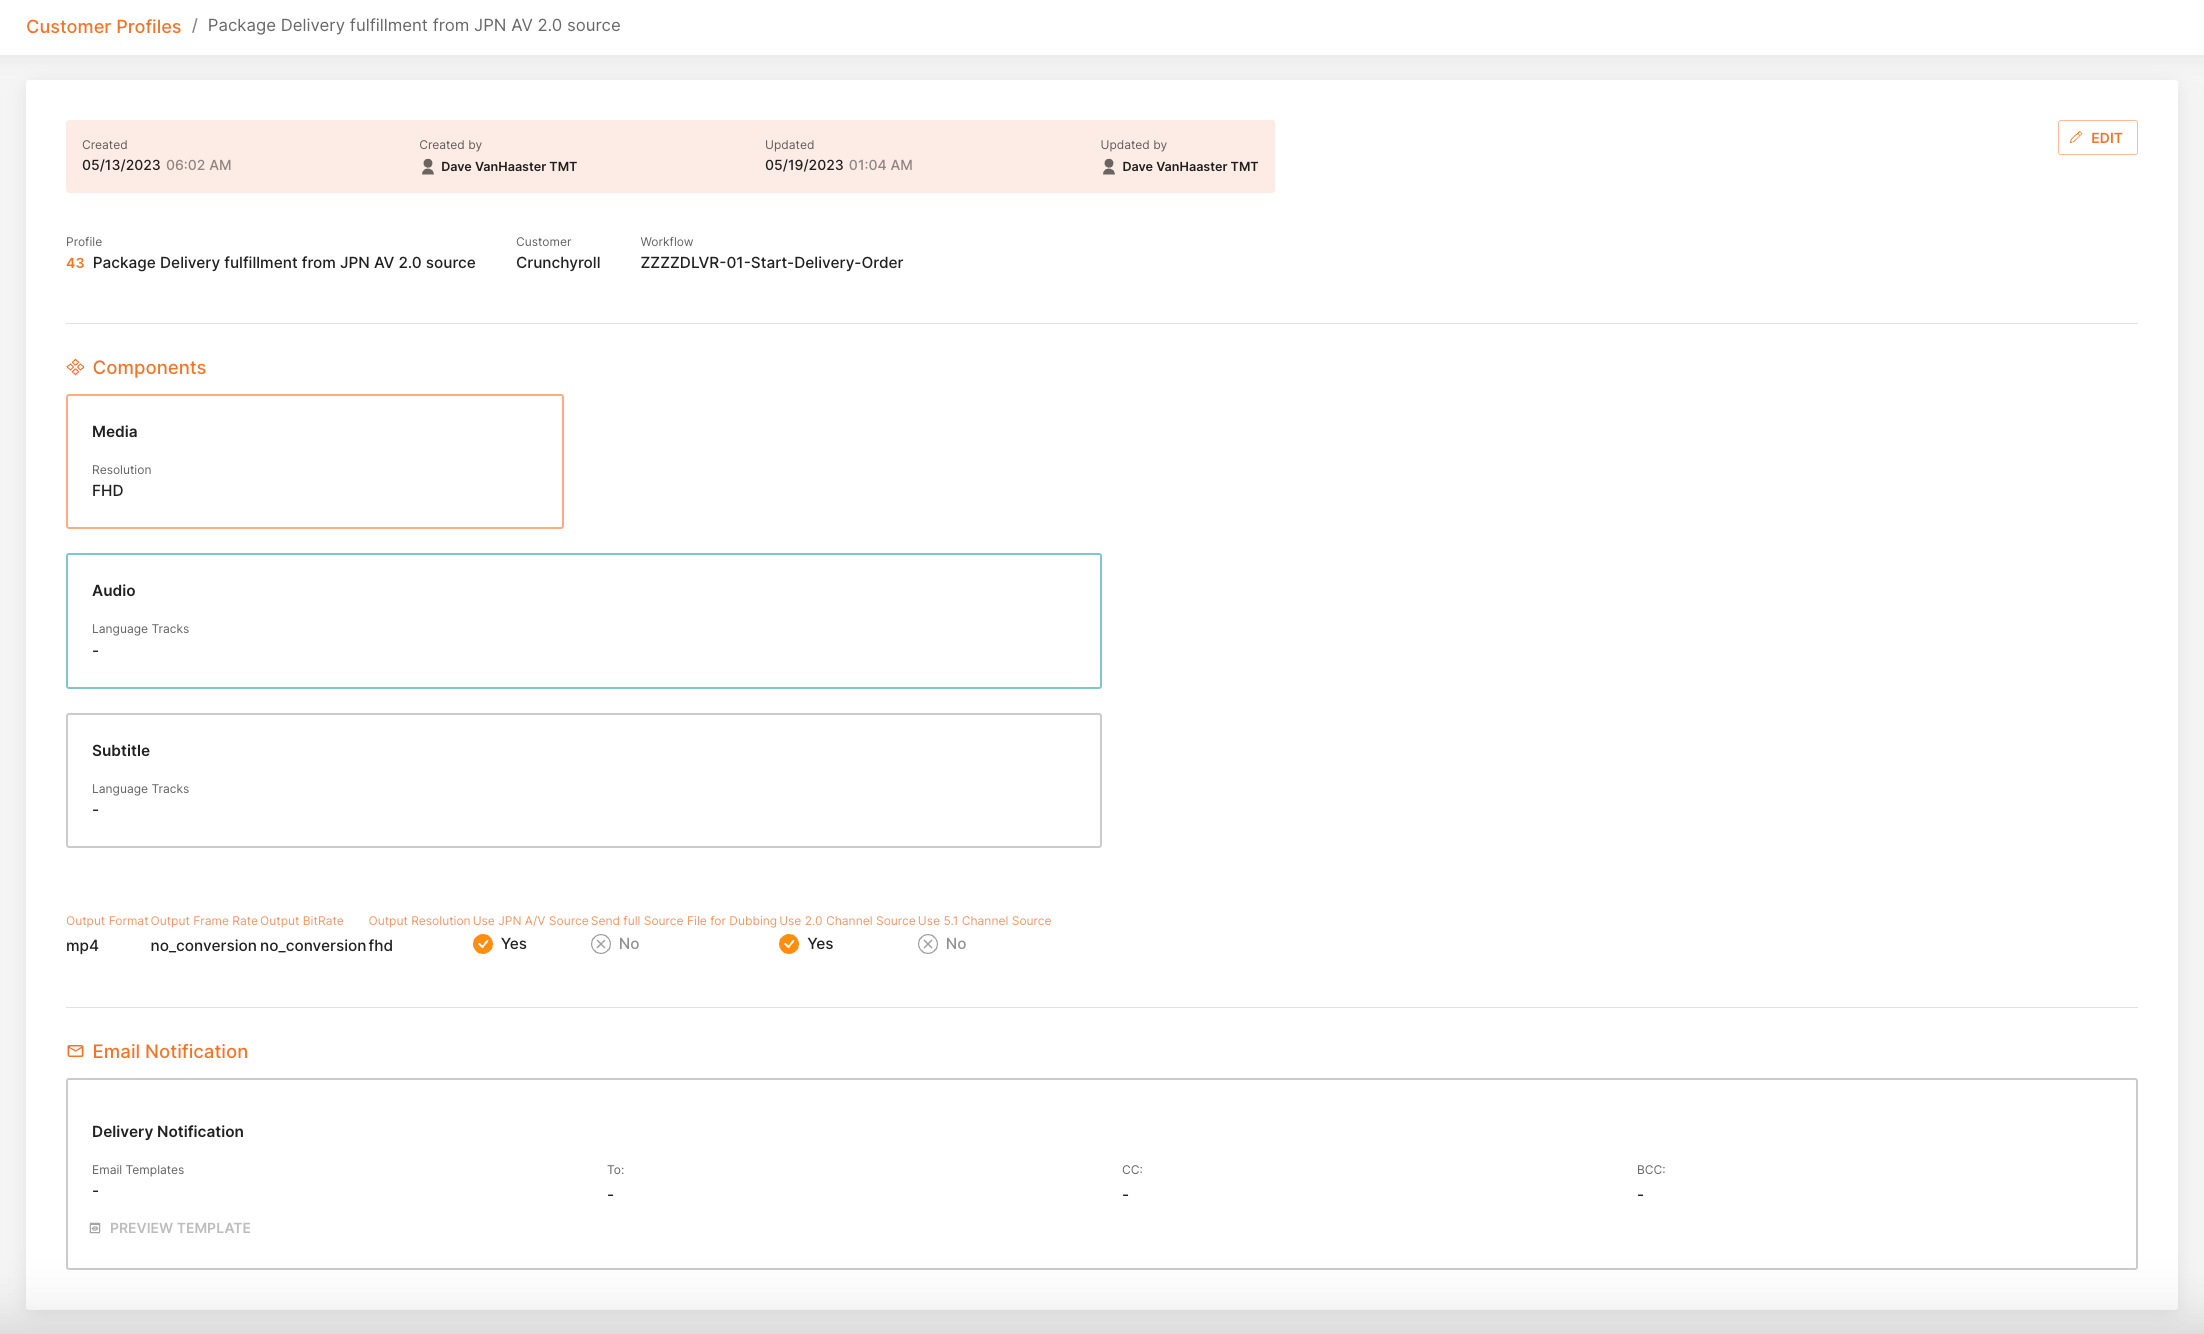 Customer Profiles / Package Delivery fulfillment from JPN AV 2.0 source
Created Created by Updated Updated by
05/13/2023 06:02 AM Dave VanHaaster TMT 05/19/2023 01:04 AM Dave VanHaaster TMT
EDIT
Profile Customer Workflow
43 Package Delivery fulfillment from JPN AV 2.0 source Crunchyroll ZZZZDLVR-01-Start-Delivery-Order
Components
Media
Resolution
FHD
Audio
Language Tracks
-
Subtitle
Language Tracks
-
Output Format Output Frame Rate Output BitRate Output Resolution Use JPN A/V Source Send full Source File for Dubbing Use 2.0 Channel Source Use 5.1 Channel Source
mp4 no_conversion no_conversion fhd Yes No Yes No
Email Notification
Delivery Notification
Email Templates To: CC: BCC:
- - - -
PREVIEW TEMPLATE